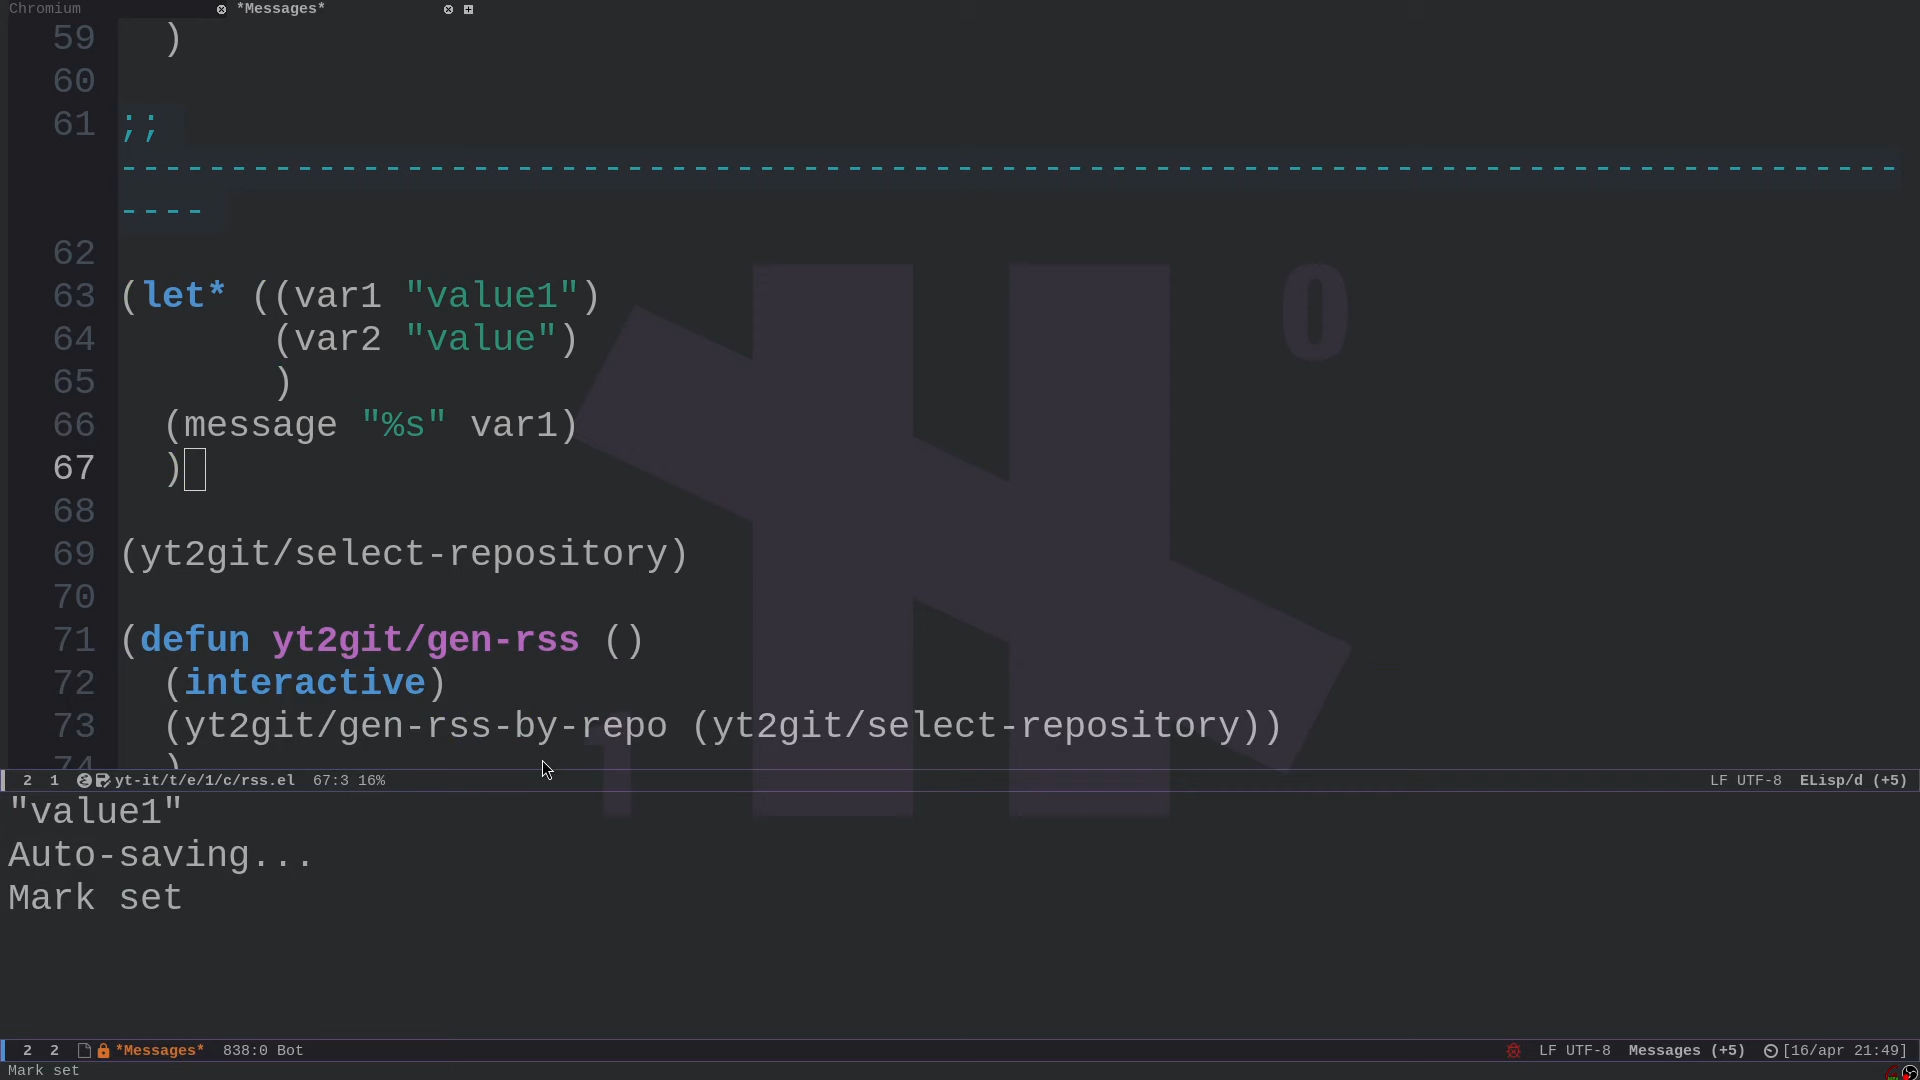 Chromium *Messages*
59 )
60
61 ;;
---------------------------------------------------------------------------------
----
62
63 (let* ((var1 "value1")
64 (var2 "value")
65 )
66 (message "%s" var1)
67 )
68
69 (yt2git/select-repository)
70
71 (defun yt2git/gen-rss ()
72 (interactive)
73 (yt2git/gen-rss-by-repo (yt2git/select-repository))
74 )
2 1 yt-it/t/e/1/c/rss.el 67:3 16% LF UTF-8 ELisp/d (+5)
"value1"
Auto-saving...
Mark set
2 2 *Messages* 838:0 Bot LF UTF-8 Messages (+5) [16/apr 21:49]
Mark set
0
1